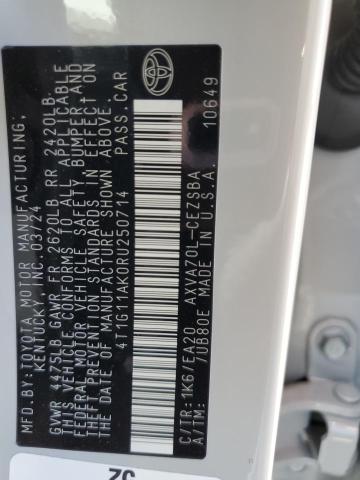 MFD. BY: TOYOTA MOTOR MANUFACTURING,
KENTUCKY, INC. 03/24
GVWR 4475LB GAWR FR 2620LB RR 2420LB
THIS VEHICLE CONFORMS TO ALL APPLICABLE
FEDERAL MOTOR VEHICLE SAFETY, BUMPER, AND
THEFT PREVENTION STANDARDS IN EFFECT ON
THE DATE OF MANUFACTURE SHOWN ABOVE.
4T1G11AK0RU250714 PASS. CAR
C/TR: 1K6/EA20 AXVA70L-CEZSBA
A/TM: /UB80E MADE IN U.S.A. 10649